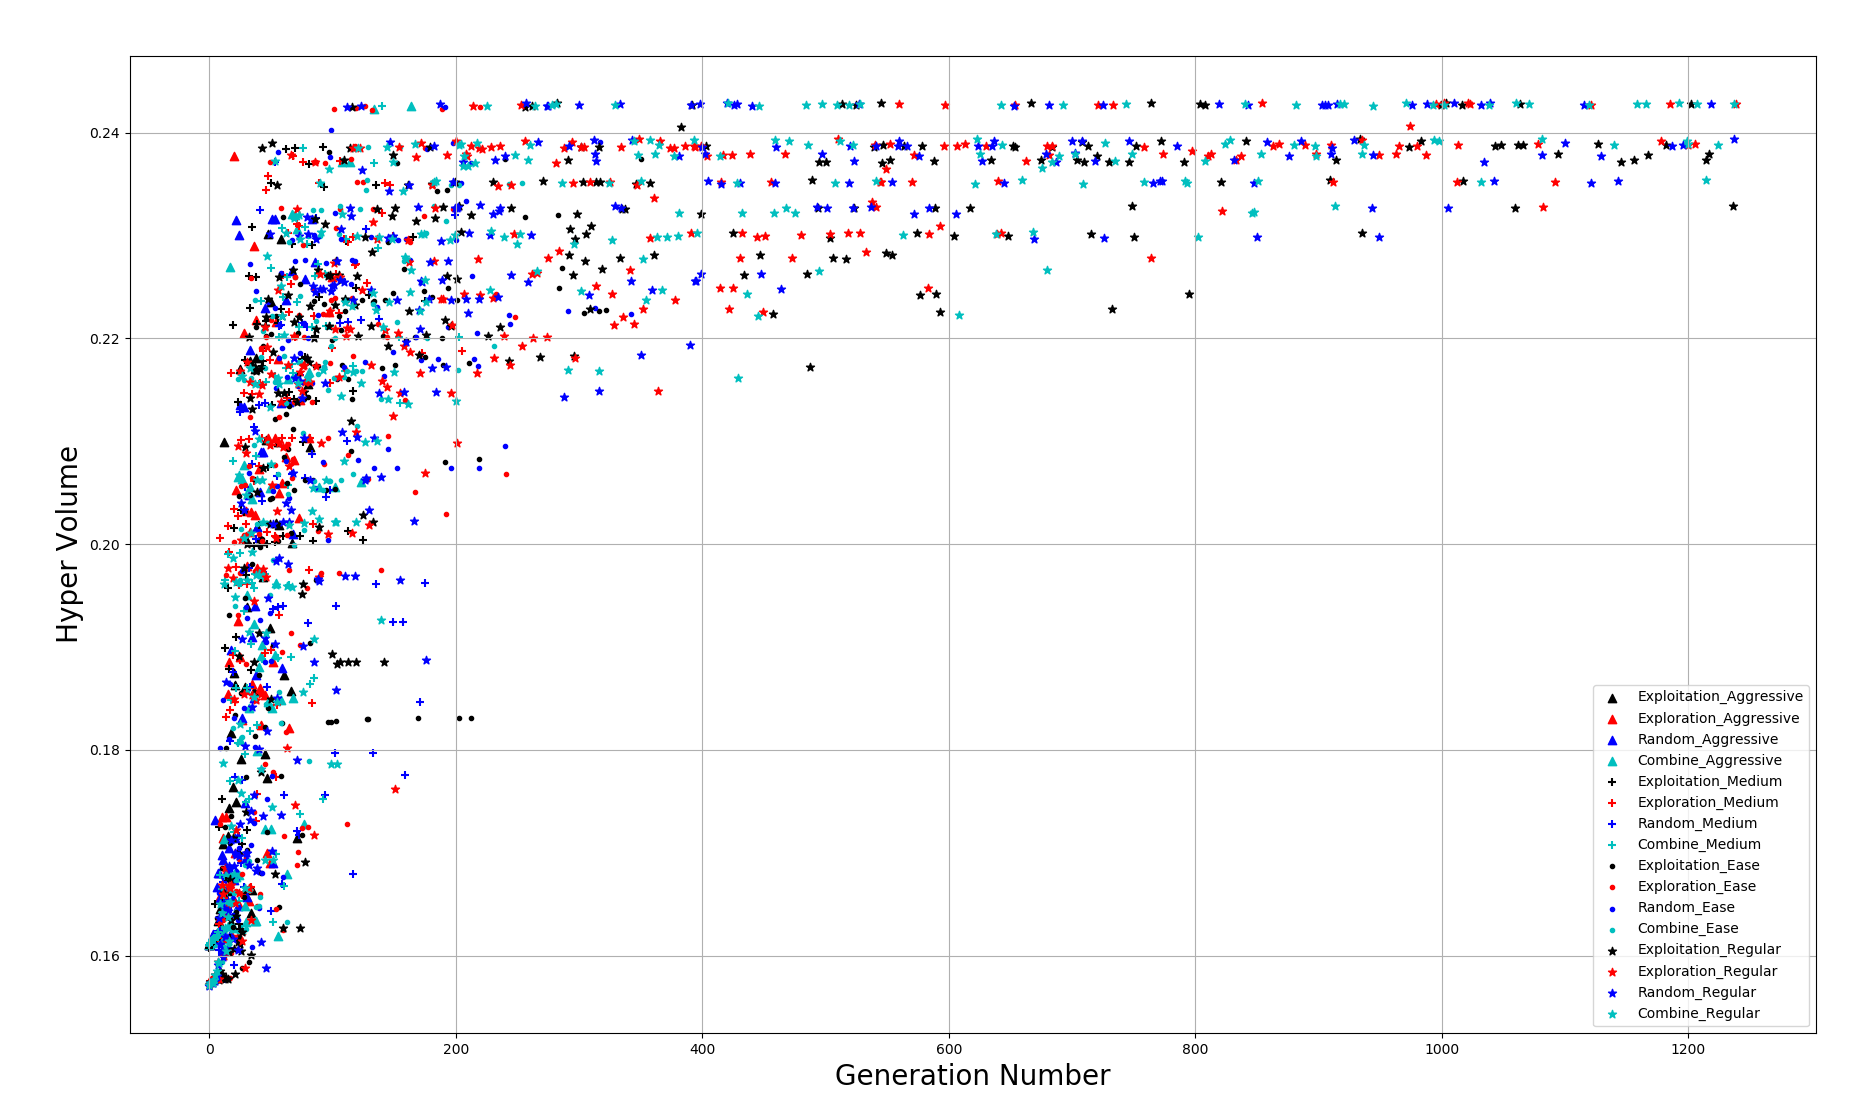 Hyper Volume
0.24
0.22
0.20
0.18
0.16
0
200
400
600
800
1000
1200
Generation Number
Exploitation_Aggressive
Exploration_Aggressive
Random_Aggressive
Combine_Aggressive
Exploitation_Medium
Exploration_Medium
Random_Medium
Combine_Medium
Exploitation_Ease
Exploration_Ease
Random_Ease
Combine_Ease
Exploitation_Regular
Exploration_Regular
Random_Regular
Combine_Regular